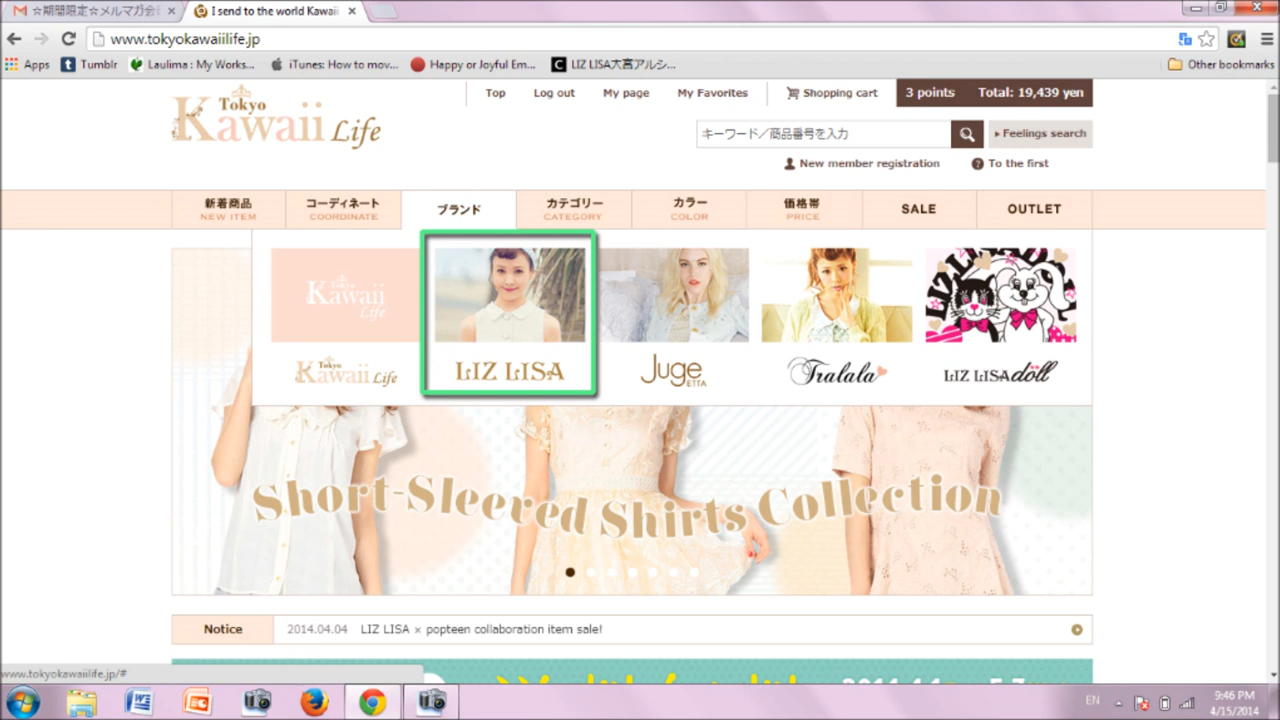 ☆期間限定☆メルマガ会
I send to the world Kawaii
www.tokyokawaiilife.jp
Apps
Tumblr
Laulima : My Works...
iTunes: How to mov...
Happy or Joyful Em...
LIZ LISA大宮アルシ...
Other bookmarks
Tokyo
Kawaii Life
Top
Log out
My page
My Favorites
Shopping cart
3 points
Total: 19,439 yen
キーワード／商品番号を入力
Feelings search
New member registration
To the first
新着商品
NEW ITEM
コーディネート
COORDINATE
ブランド
カテゴリー
CATEGORY
カラー
COLOR
価格帯
PRICE
SALE
OUTLET
Tokyo
Kawaii
Life
LIZ LISA
Tokyo
Kawaii Life
LIZ LISA
Juge
ETTA
Tralala
LIZ LISA döll
Short-Sleeved Shirts Collection
Notice
2014.04.04 LIZ LISA × popteen collaboration item sale!
www.tokyokawaiilife.jp/#
EN
9:46 PM
4/15/2014